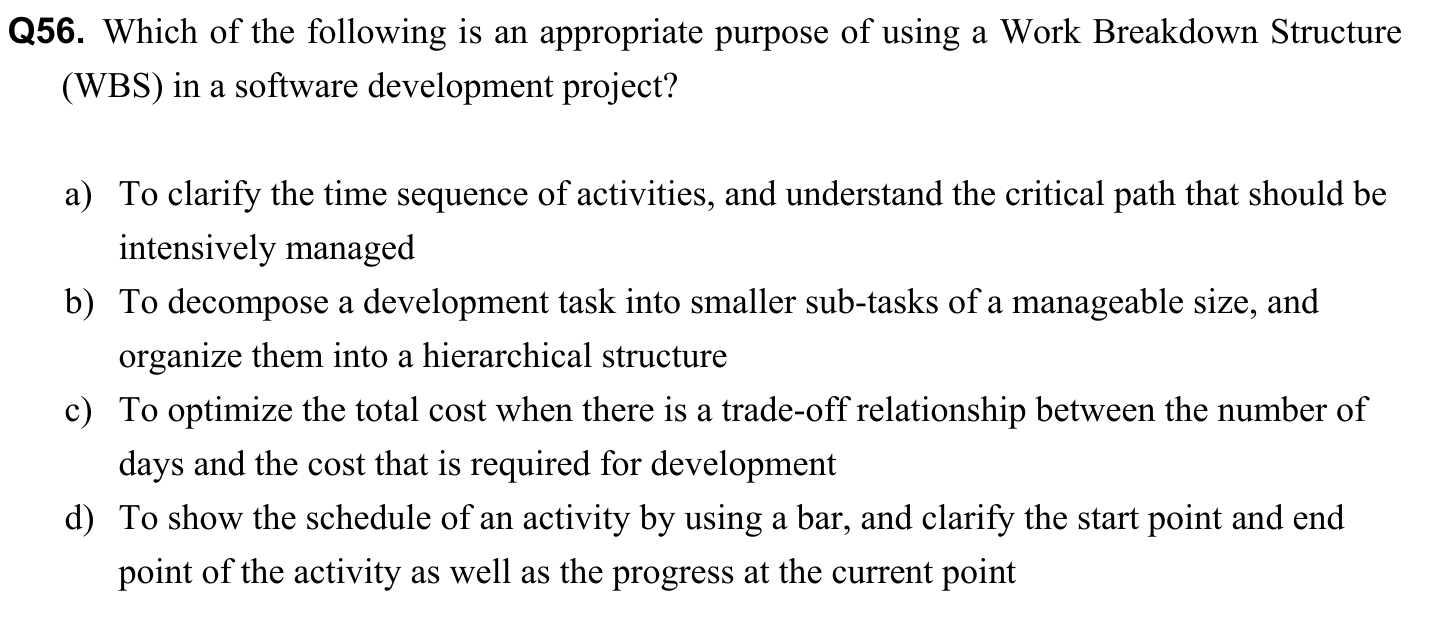 Q56. Which of the following is an appropriate purpose of using a Work Breakdown Structure
(WBS) in a software development project?
a) To clarify the time sequence of activities, and understand the critical path that should be
intensively managed
b) To decompose a development task into smaller sub-tasks of a manageable size, and
organize them into a hierarchical structure
c) To optimize the total cost when there is a trade-off relationship between the number of
days and the cost that is required for development
d) To show the schedule of an activity by using a bar, and clarify the start point and end
point of the activity as well as the progress at the current point